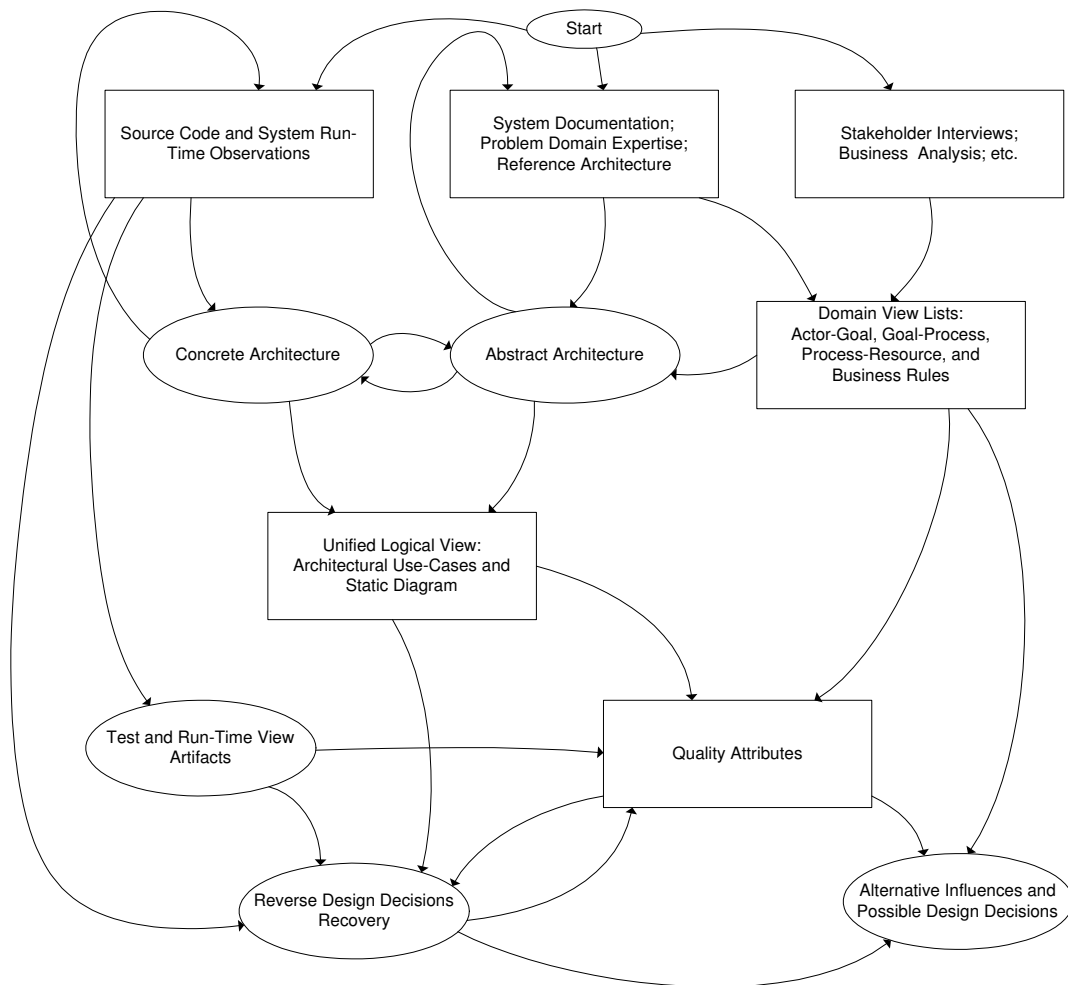 Start
Source Code and System Run-
Time Observations
System Documentation;
Problem Domain Expertise;
Reference Architecture
Stakeholder Interviews;
Business Analysis; etc.
Concrete Architecture
Abstract Architecture
Domain View Lists:
Actor-Goal, Goal-Process,
Process-Resource, and
Business Rules
Unified Logical View:
Architectural Use-Cases and
Static Diagram
Test and Run-Time View
Artifacts
Quality Attributes
Reverse Design Decisions
Recovery
Alternative Influences and
Possible Design Decisions